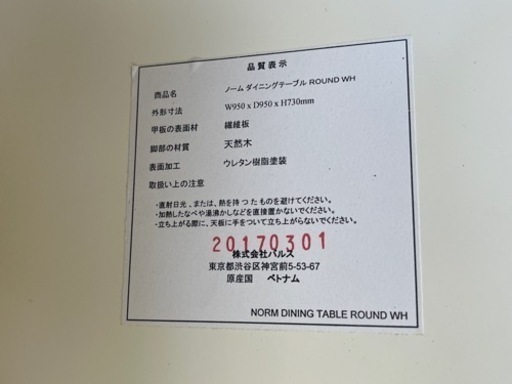 品質表示
商品名 ノーム ダイニングテーブル ROUND WH
外形寸法 W950 x D950 x H730mm
甲板の表面材 繊維板
脚部の材質 天然木
表面加工 ウレタン樹脂塗装
取扱い上の注意
・直射日光、または、熱を持つたものを避けてください。
・加熱したなべや湯沸かしなどを直接置かないでください。
・立ち上がる際に、天板に手をついて立ち上がらないでください。
20170301
株式会社バルス
東京都渋谷区神宮前5-53-67
原産国 ベトナム
NORM DINING TABLE ROUND WH